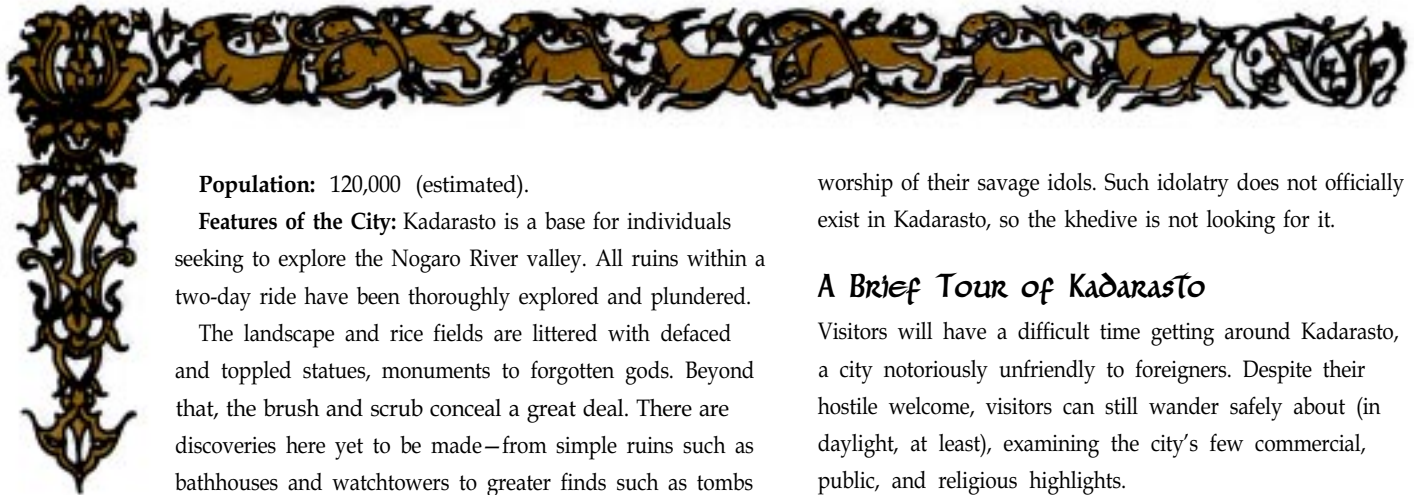 Population: 120,000 (estimated).
Features of the City: Kadarasto is a base for individuals
seeking to explore the Nogaro River valley. All ruins within a
two-day ride have been thoroughly explored and plundered.
The landscape and rice fields are littered with defaced
and toppled statues, monuments to forgotten gods. Beyond
that, the brush and scrub conceal a great deal. There are
discoveries here yet to be made—from simple ruins such as
bathhouses and watchtowers to greater finds such as tombs
worship of their savage idols. Such idolatry does not officially
exist in Kadarasto, so the khedive is not looking for it.
A Brief Tour of Kadarasto
Visitors will have a difficult time getting around Kadarasto,
a city notoriously unfriendly to foreigners. Despite their
hostile welcome, visitors can still wander safely about (in
daylight, at least), examining the city's few commercial,
public, and religious highlights.